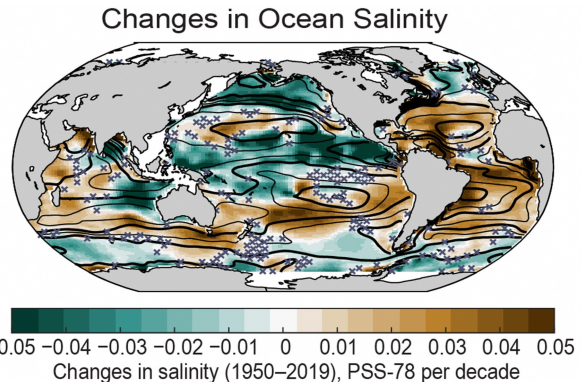 Changes in Ocean Salinity
0.05 −0.04 −0.03 −0.02 −0.01 0 0.01 0.02 0.03 0.04 0.05
Changes in salinity (1950–2019), PSS-78 per decade